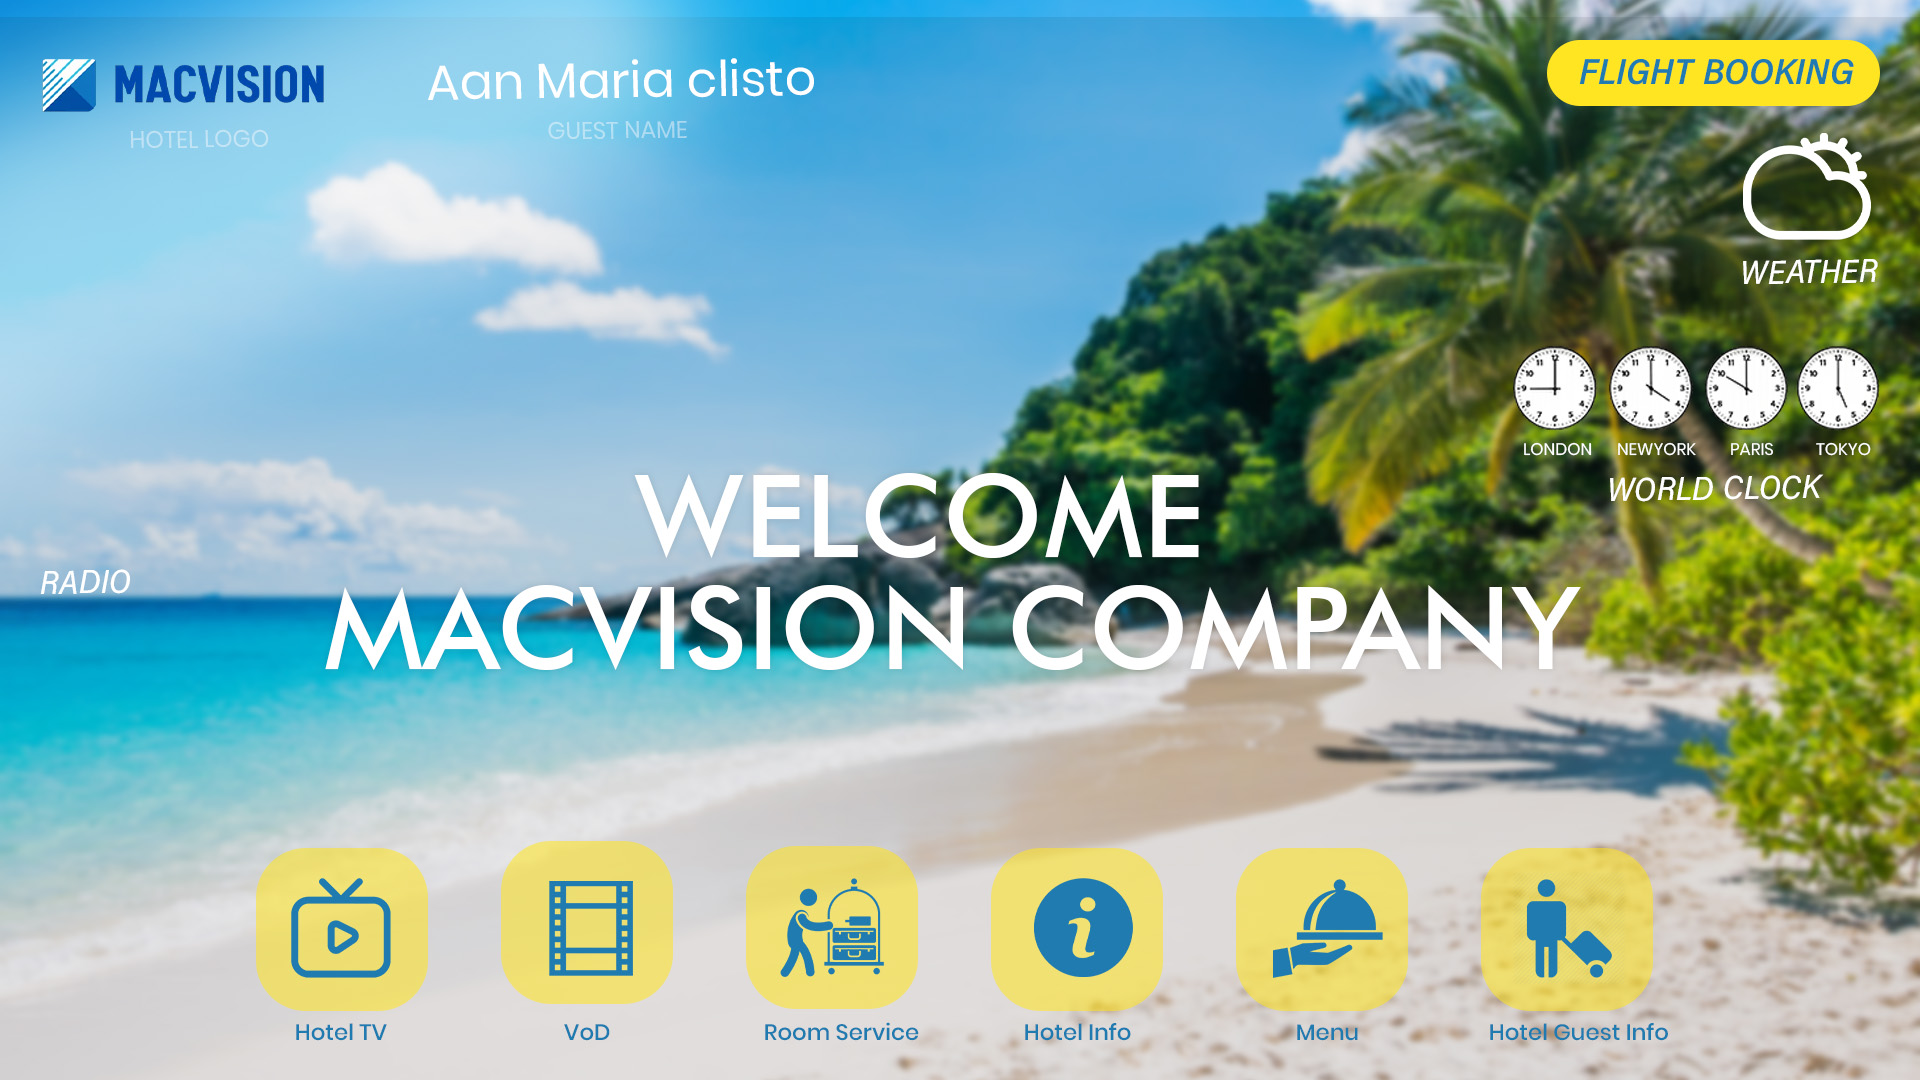 MACVISION
HOTEL LOGO
Aan Maria clisto
GUEST NAME
FLIGHT BOOKING
WEATHER
LONDON NEWYORK PARIS TOKYO
WORLD CLOCK
WELCOME
RADIO
MACVISION COMPANY
Hotel TV
VoD
Room Service
Hotel Info
Menu
Hotel Guest Info